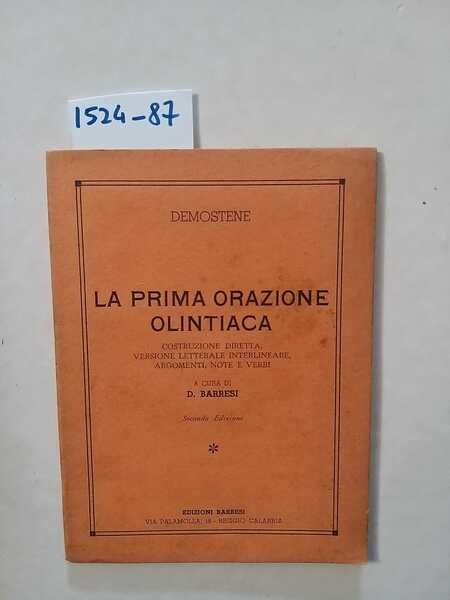 1524-87
DEMOSTENE
LA PRIMA ORAZIONE
OLINTIACA
COSTRUZIONE DIRETTA,
VERSIONE LETTERALE INTERLINEARE,
ARGOMENTI, NOTE E VERBI
A CURA DI
D. BARRESI
Seconda Edizione
*
EDIZIONI BARRESI
VIA PALAMOLLA, 18 - REGGIO CALABRIA